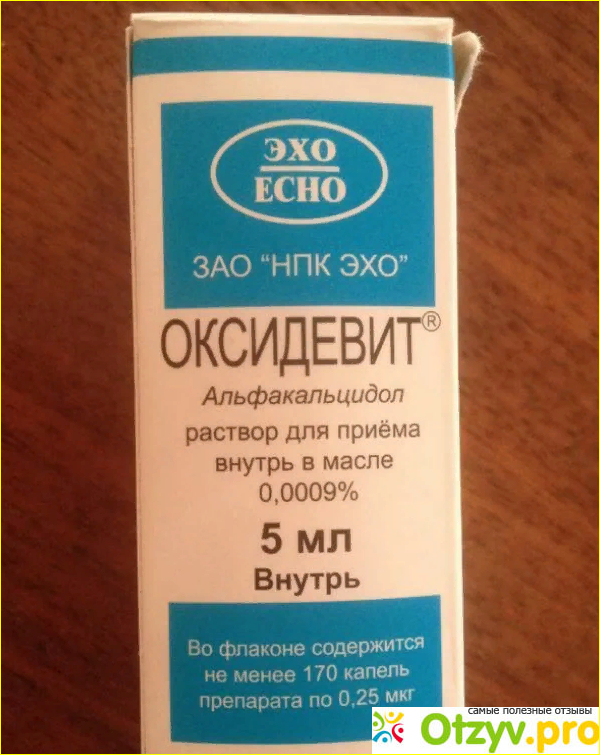 ЭХО
ECHO
ЗАО "НПК ЭХО"
ОКСИДЕВИТ®
Альфакальцидол
раствор для приёма
внутрь в масле
0,0009%
5 мл
Внутрь
Во флаконе содержится
не менее 170 капель
препарата по 0,25 мкг
самые полезные отзывы
Otzyv.pro